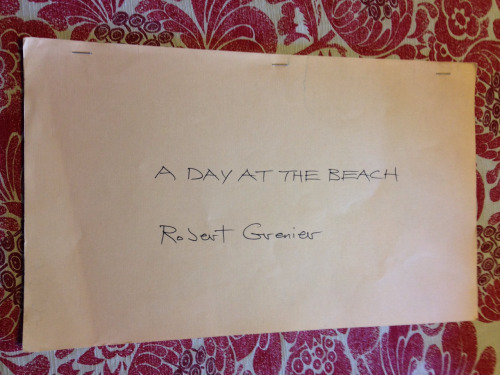 A DAY AT THE BEACH
Robert Grenier